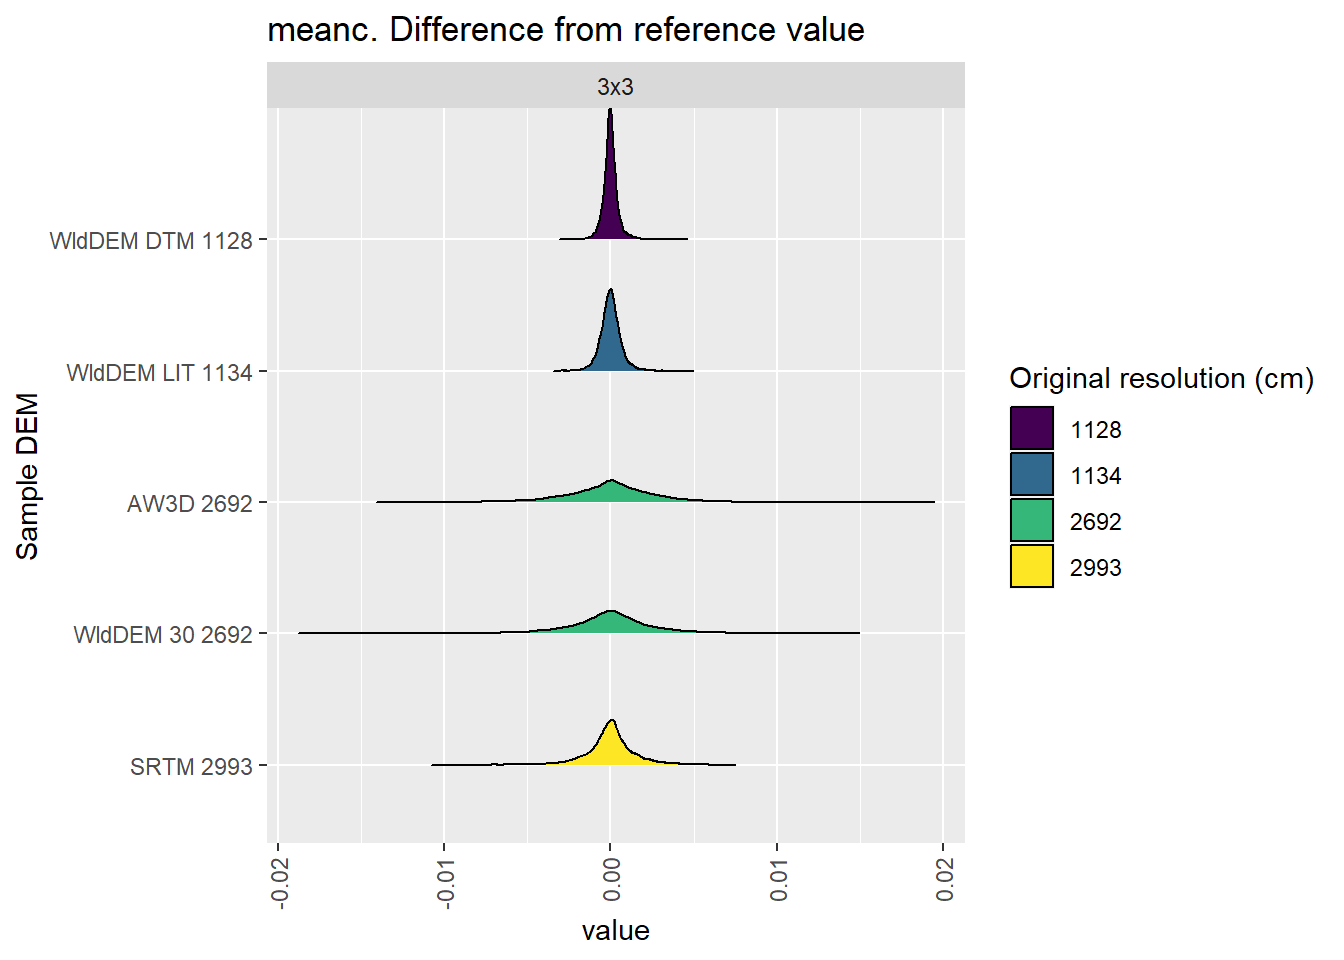 meanc. Difference from reference value
3x3
WldDEM DTM 1128
WldDEM LIT 1134
AW3D 2692
WldDEM 30 2692
SRTM 2993
Sample DEM
-0.02
-0.01
0.00
0.01
0.02
value
Original resolution (cm)
1128
1134
2692
2993